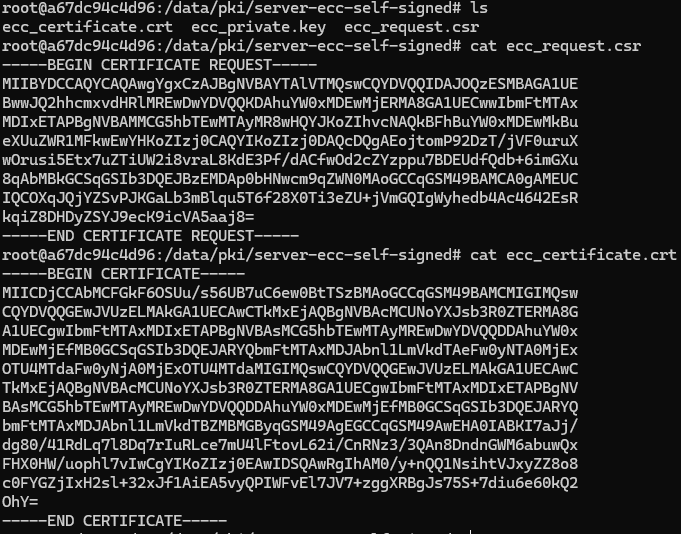 root@a67dc94c4d96:/data/pki/server-ecc-self-signed# ls
ecc_certificate.crt  ecc_private.key  ecc_request.csr
root@a67dc94c4d96:/data/pki/server-ecc-self-signed# cat ecc_request.csr
-----BEGIN CERTIFICATE REQUEST-----
MIIBYDCCAQYCAQAwgYgxCzAJBgNVBAYTAlVTMQswCQYDVQQIDAJOQzESMBAGA1UE
BwwJQ2hhcmxvdHRlMREwDwYDVQQKDAhuYW0xMDEwMjERMA8GA1UECwwIbmFtMTAx
MDIxETAPBgNVBAMMCG5hbTEwMTAyMR8wHQYJKoZIhvcNAQkBFhBuYW0xMDEwMkBu
eXUuZWR1MFkwEwYHKoZIzj0CAQYIKoZIzj0DAQcDQgAEojtomP92DzT/jVF0uruX
wOrusi5Etx7uZTiUW2i8vraL8KdE3Pf/dACfwOd2cZYzppu7BDEUdfQdb+6imGXu
8qAbMBkGCSqGSIb3DQEJBzEMDAp0bHNwcm9qZWN0MAoGCCqGSM49BAMCA0gAMEUC
IQCOXqJQjYZSvPJKGaLb3mBlqu5T6f28X0Ti3eZU+jVmGQIgWyhedb4Ac4642EsR
kqiZ8DHDyZSYJ9ecK9icVA5aaj8=
-----END CERTIFICATE REQUEST-----
root@a67dc94c4d96:/data/pki/server-ecc-self-signed# cat ecc_certificate.crt
-----BEGIN CERTIFICATE-----
MIICDjCCAbMCFGkF6OSUu/s56UB7uC6ew0BtTSzBMAoGCCqGSM49BAMCMIGIMQsw
CQYDVQQGEwJVUzELMAkGA1UECAwCTkMxEjAQBgNVBAcMCUNoYXJsb3R0ZTERMA8G
A1UECgwIbmFtMTAxMDIxETAPBgNVBAsMCG5hbTEwMTAyMREwDwYDVQQDDAhuYW0x
MDEwMjEfMB0GCSqGSIb3DQEJARYQbmFtMTAxMDJAbnl1LmVkdTAeFw0yNTA0MjEx
OTU4MTdaFw0yNjA0MjExOTU4MTdaMIGIMQswCQYDVQQGEwJVUzELMAkGA1UECAwC
TkMxEjAQBgNVBAcMCUNoYXJsb3R0ZTERMA8GA1UECgwIbmFtMTAxMDIxETAPBgNV
BAsMCG5hbTEwMTAyMREwDwYDVQQDDAhuYW0xMDEwMjEfMB0GCSqGSIb3DQEJARYQ
bmFtMTAxMDJAbnl1LmVkdTBZMBMGByqGSM49AgEGCCqGSM49AwEHA0IABKI7aJj/
dg80/41RdLq7l8Dq7rIuRLce7mU4lFtovL62i/CnRNz3/3QAn8DndnGWM6abuwQx
FHX0HW/uophl7vIwCgYIKoZIzj0EAwIDSQAwRgIhAM0/y+nQQ1NsihtVJxyZZ8o8
c0FYGZjIxH2sl+32xJf1AiEA5vyQPIWFvEl7JV7+zggXRBgJs75S+7diu6e60kQ2
OhY=
-----END CERTIFICATE-----